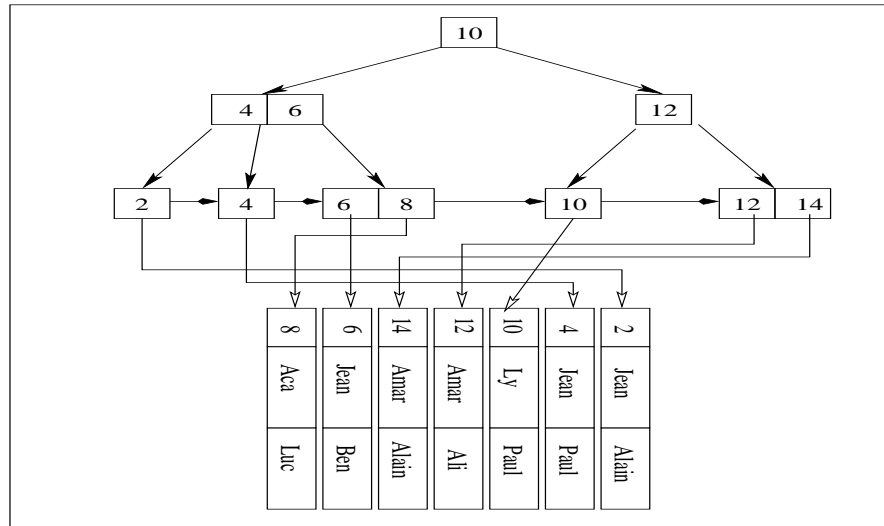 10
4 6
12
2
4
6 8
10
12 14
8 Aca Luc
6 Jean Ben
14 Amar Alain
12 Amar Ali
10 Ly Paul
4 Jean Paul
2 Jean Alain